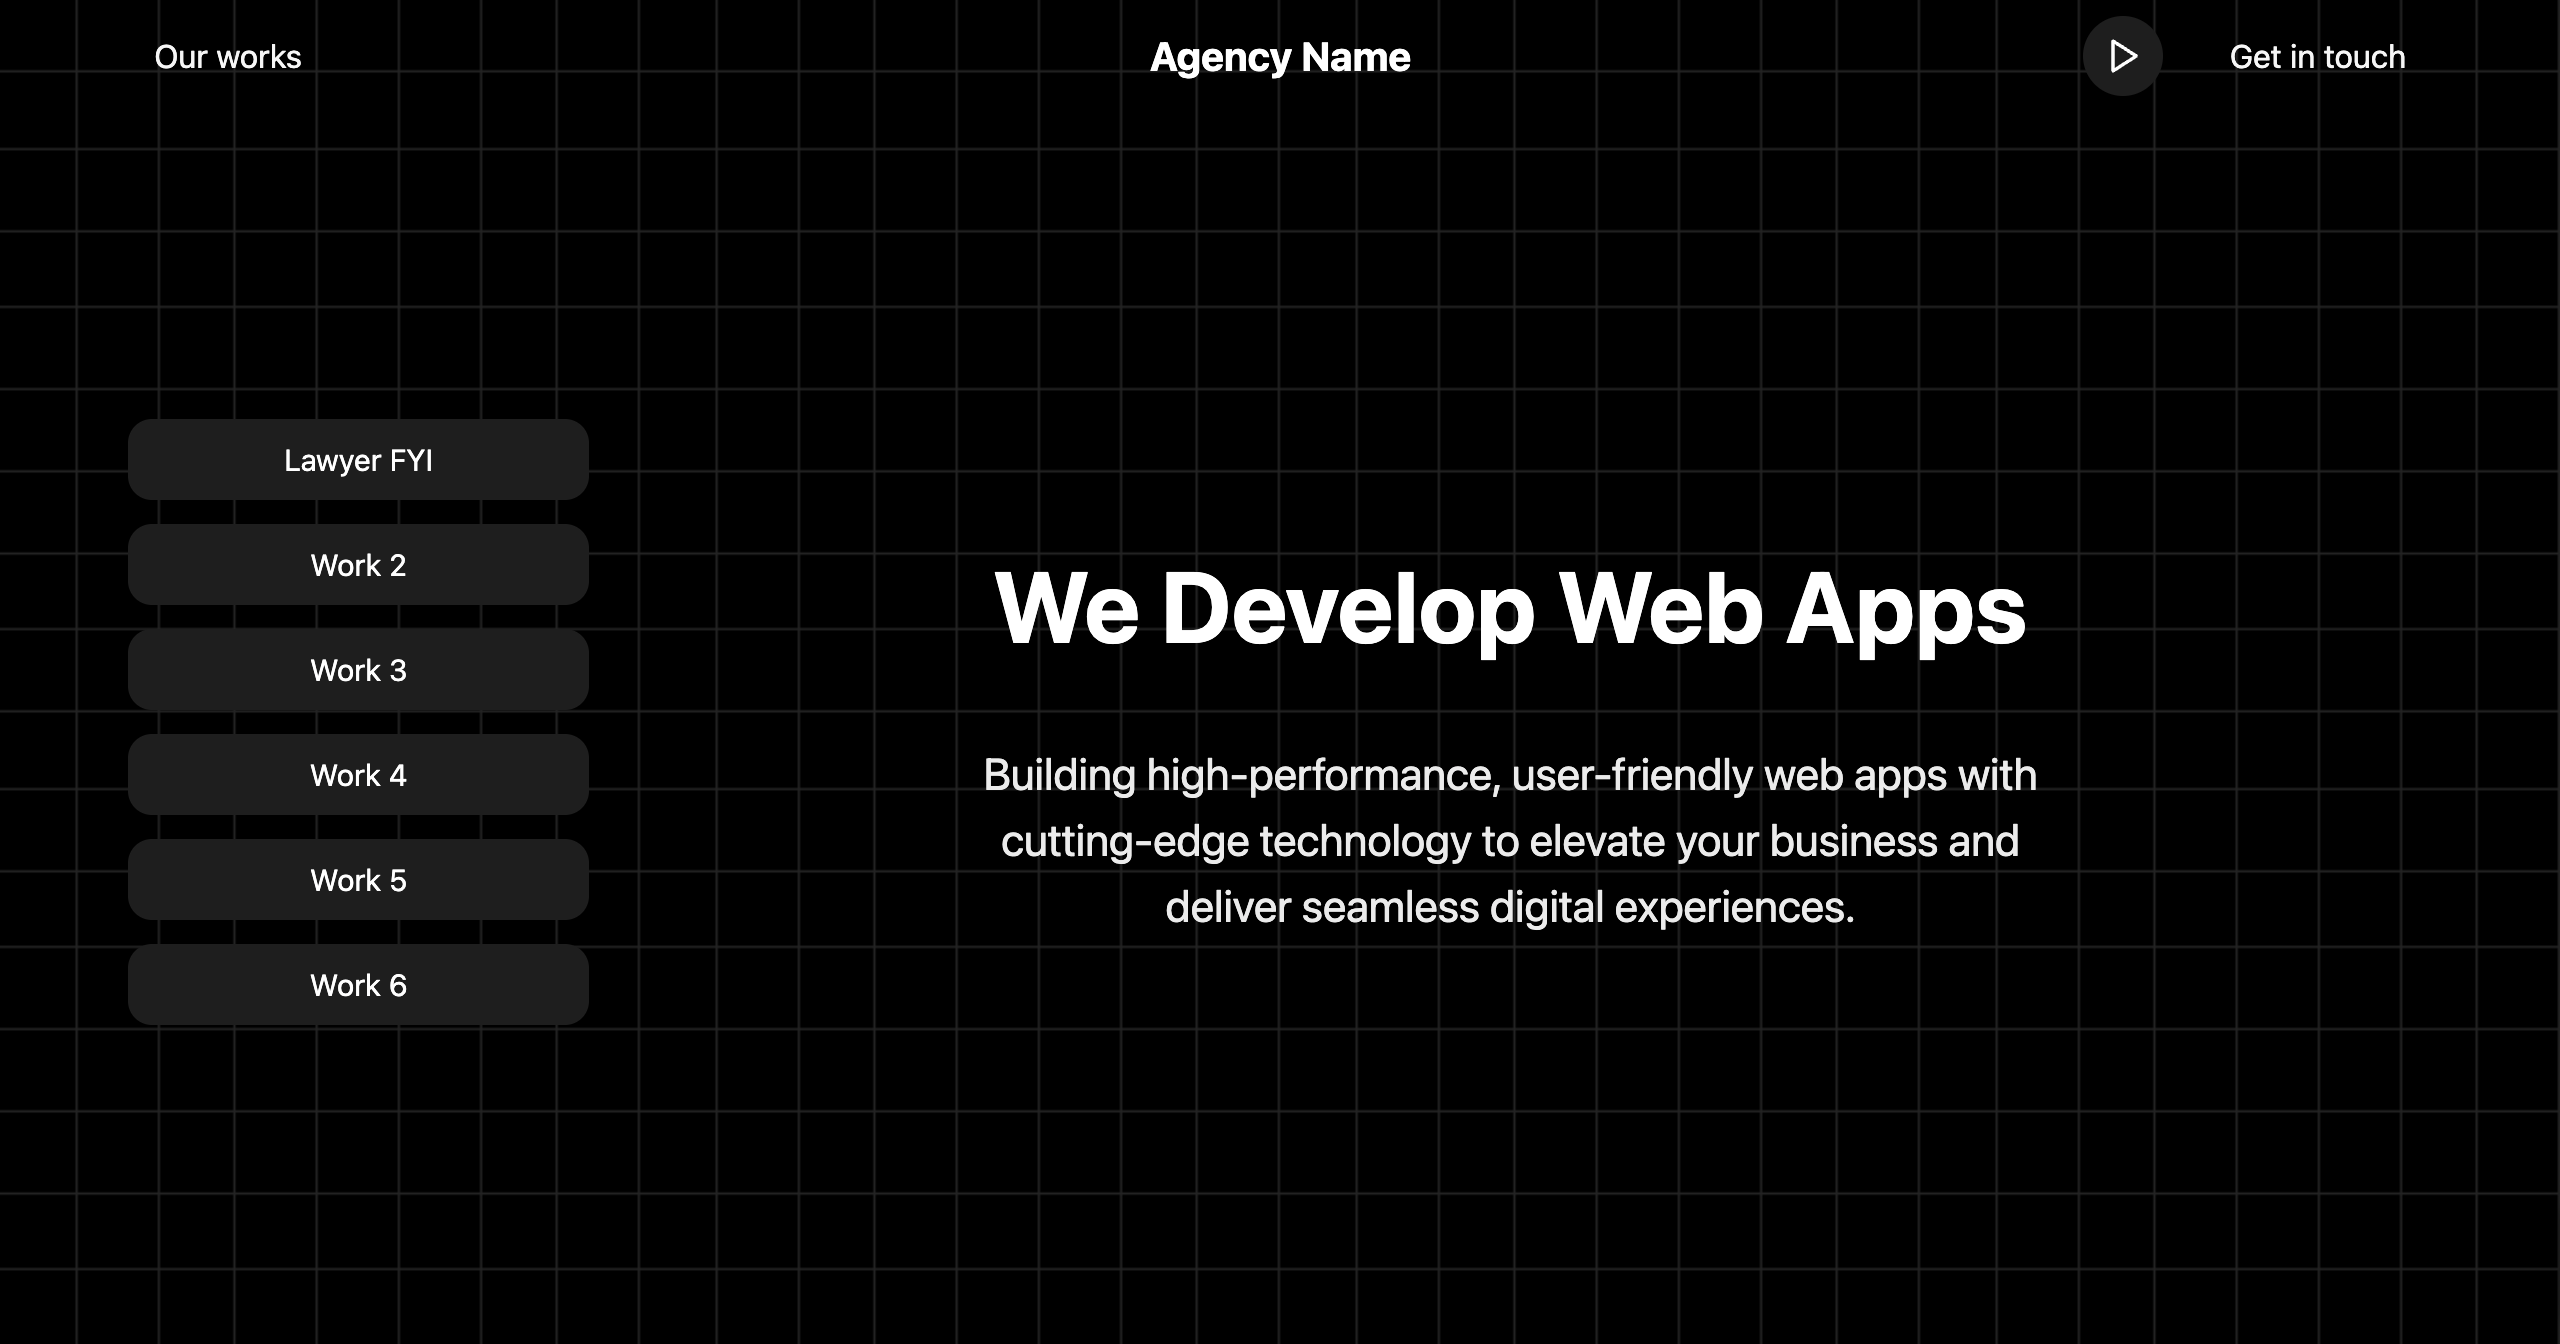 Our works
Agency Name
Get in touch
Lawyer FYI
Work 2
Work 3
Work 4
Work 5
Work 6
We Develop Web Apps
Building high-performance, user-friendly web apps with
cutting-edge technology to elevate your business and
deliver seamless digital experiences.